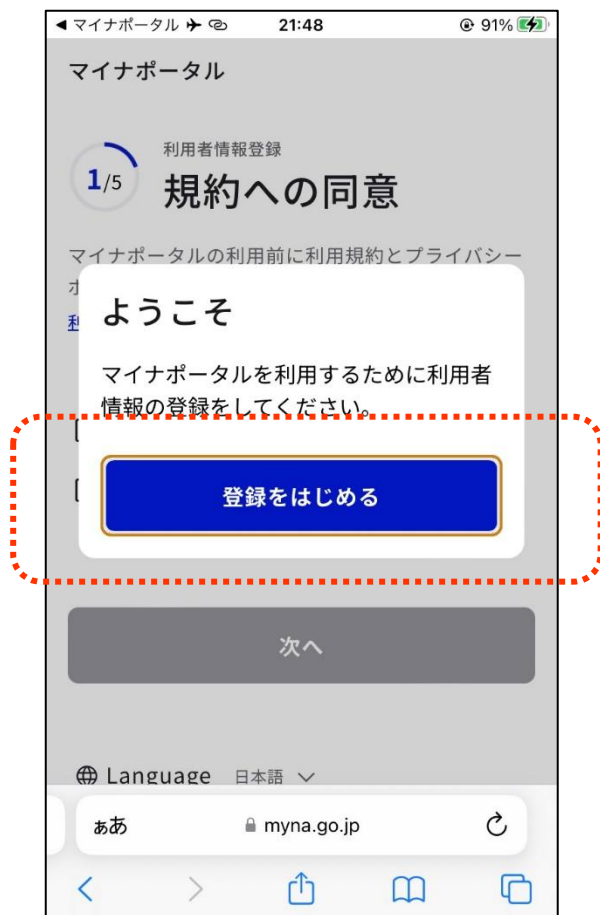 ◀ マイナポータル 21:48 91%
マイナポータル
利用者情報登録
1/5
規約への同意
マイナポータルの利用前に利用規約とプライバシー
ようこそ
マイナポータルを利用するために利用者
情報の登録をしてください。
登録をはじめる
次へ
Language 日本語
ぁあ myna.go.jp